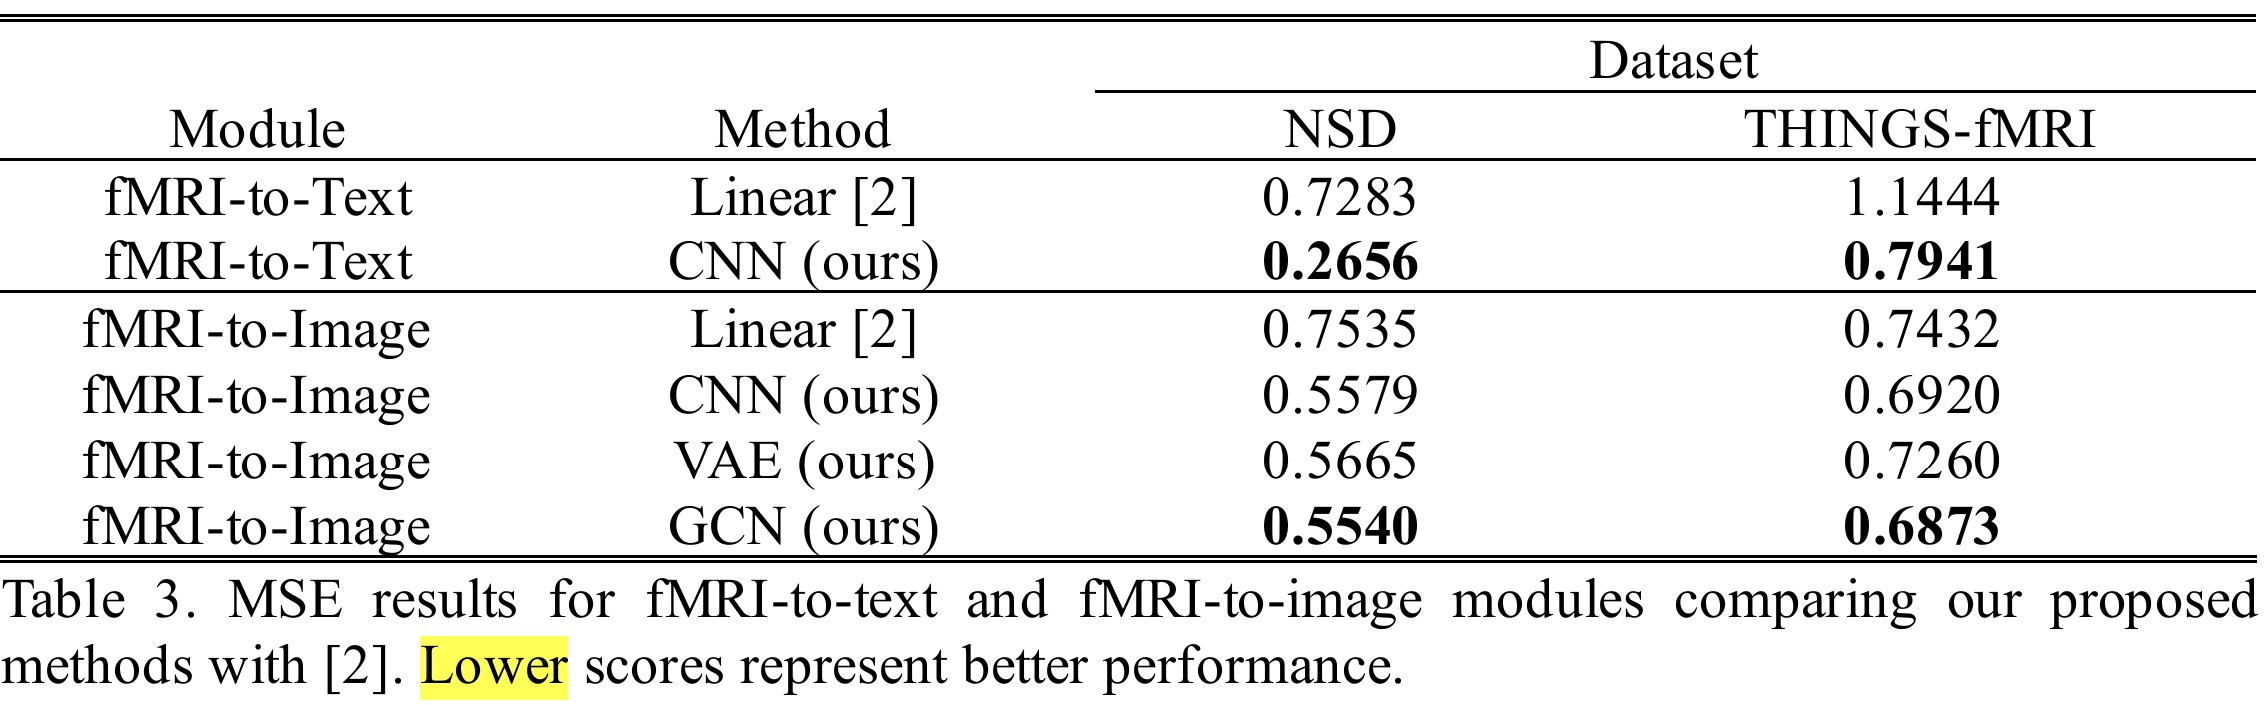 Dataset
Module Method NSD THINGS-fMRI
fMRI-to-Text Linear [2] 0.7283 1.1444
fMRI-to-Text CNN (ours) 0.2656 0.7941
fMRI-to-Image Linear [2] 0.7535 0.7432
fMRI-to-Image CNN (ours) 0.5579 0.6920
fMRI-to-Image VAE (ours) 0.5665 0.7260
fMRI-to-Image GCN (ours) 0.5540 0.6873
Table 3. MSE results for fMRI-to-text and fMRI-to-image modules comparing our proposed
methods with [2]. Lower scores represent better performance.